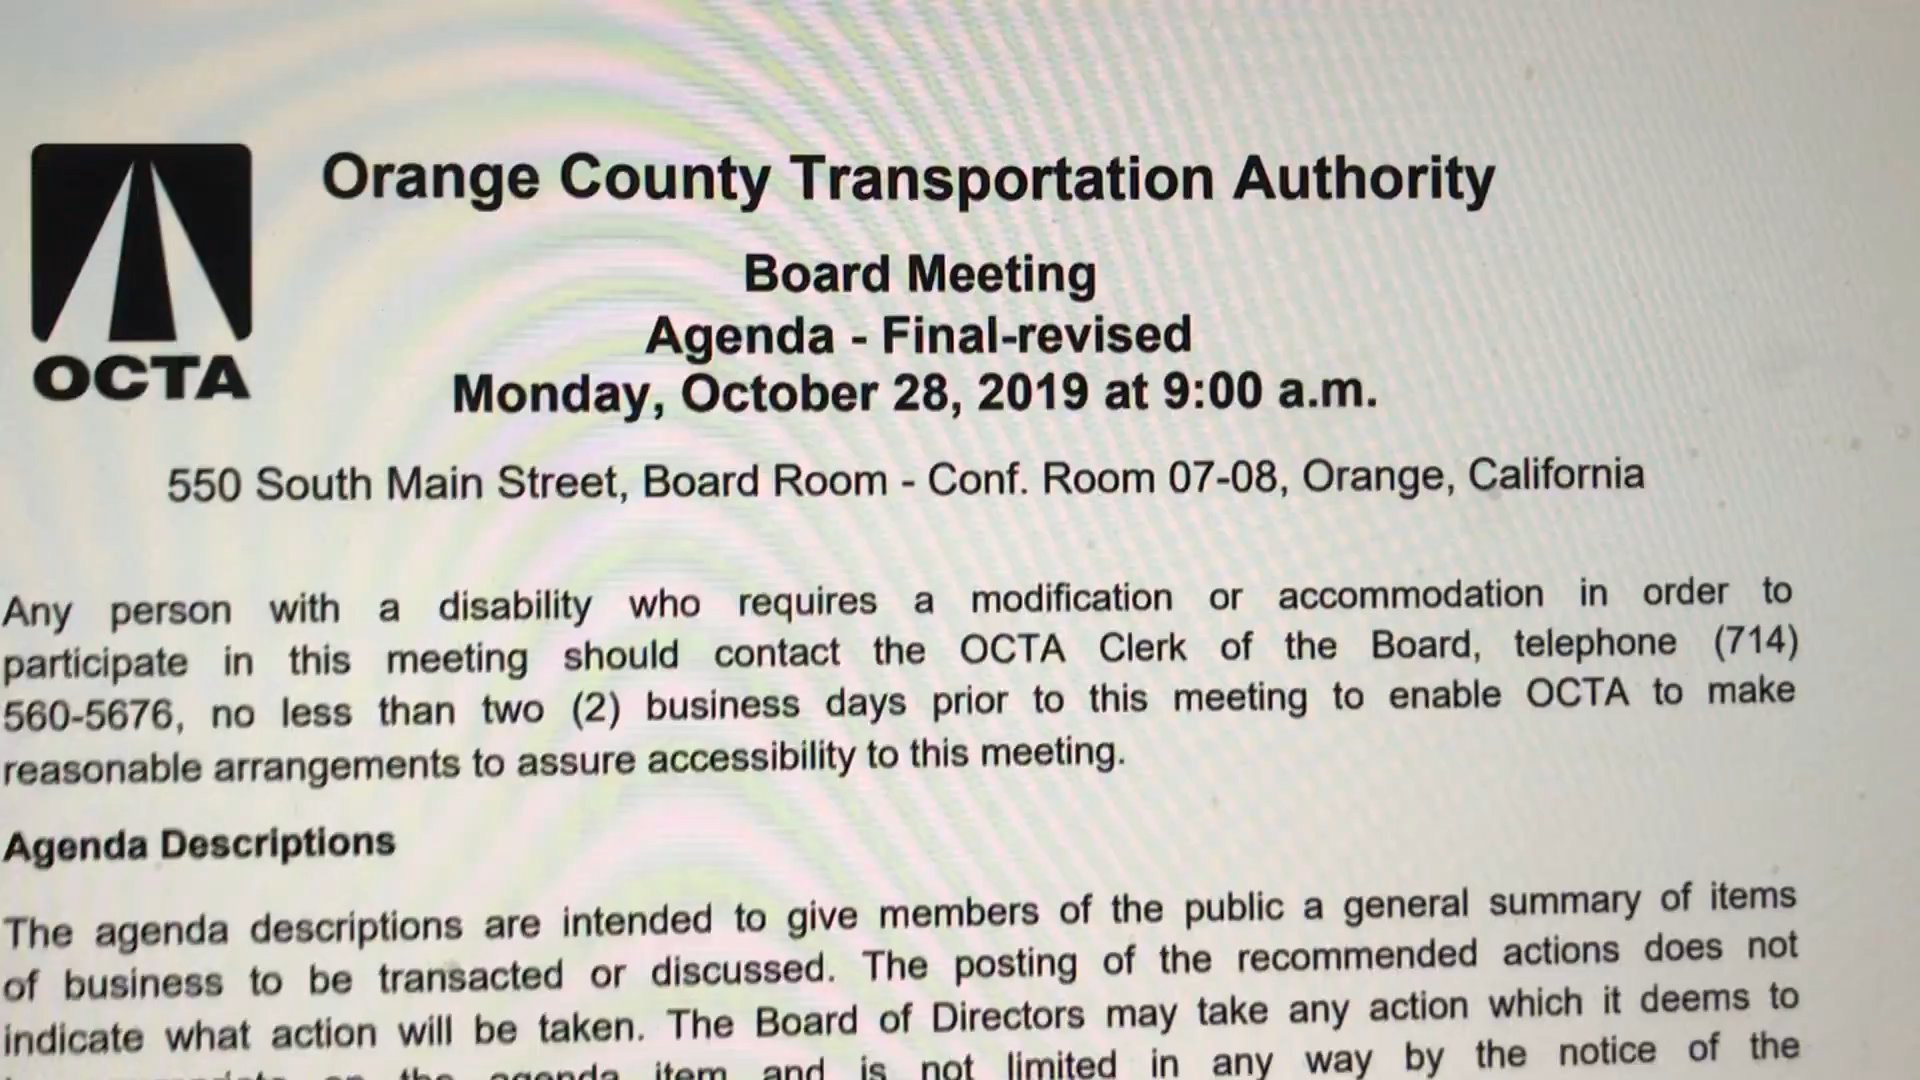 OCTA
Orange County Transportation Authority
Board Meeting
Agenda - Final-revised
Monday, October 28, 2019 at 9:00 a.m.
550 South Main Street, Board Room - Conf. Room 07-08, Orange, California
Any person with a disability who requires a modification or accommodation in order to
participate in this meeting should contact the OCTA Clerk of the Board, telephone (714)
560-5676, no less than two (2) business days prior to this meeting to enable OCTA to make
reasonable arrangements to assure accessibility to this meeting.
Agenda Descriptions
The agenda descriptions are intended to give members of the public a general summary of items
of business to be transacted or discussed. The posting of the recommended actions does not
indicate what action will be taken. The Board of Directors may take any action which it deems to
on the agenda item and is not limited in any way by the notice of the